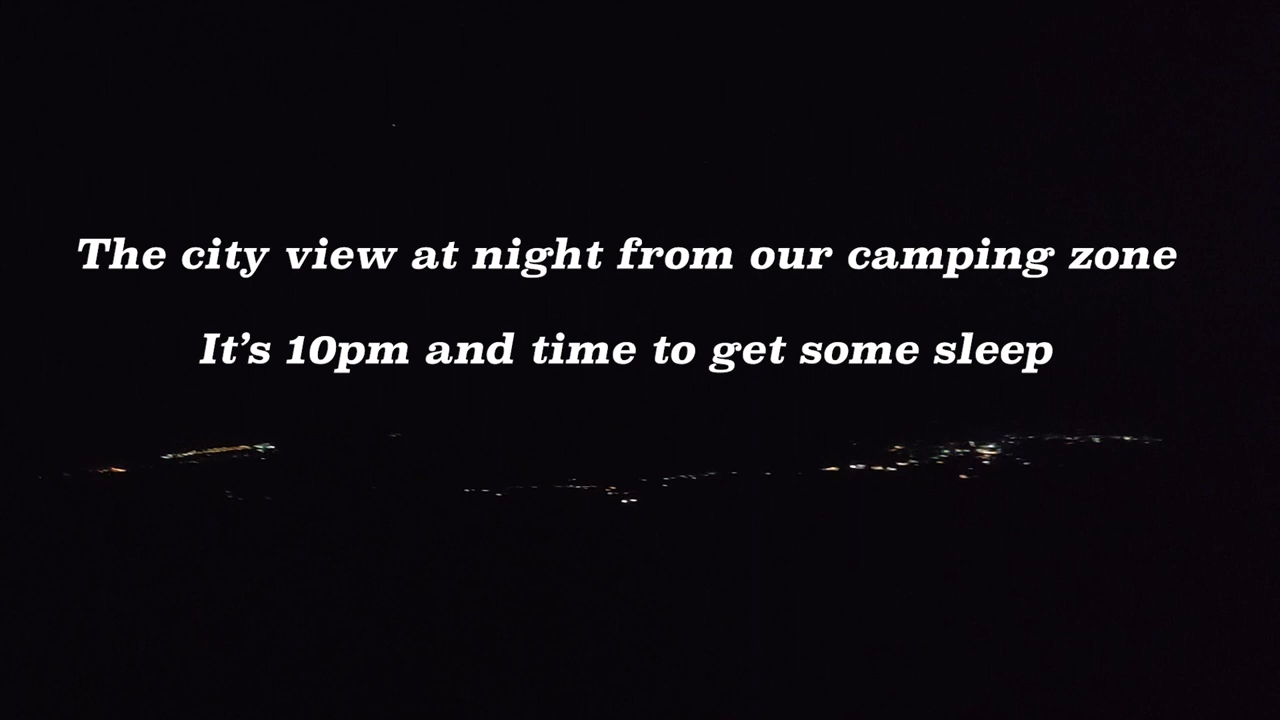 The city view at night from our camping zone
It’s 10pm and time to get some sleep